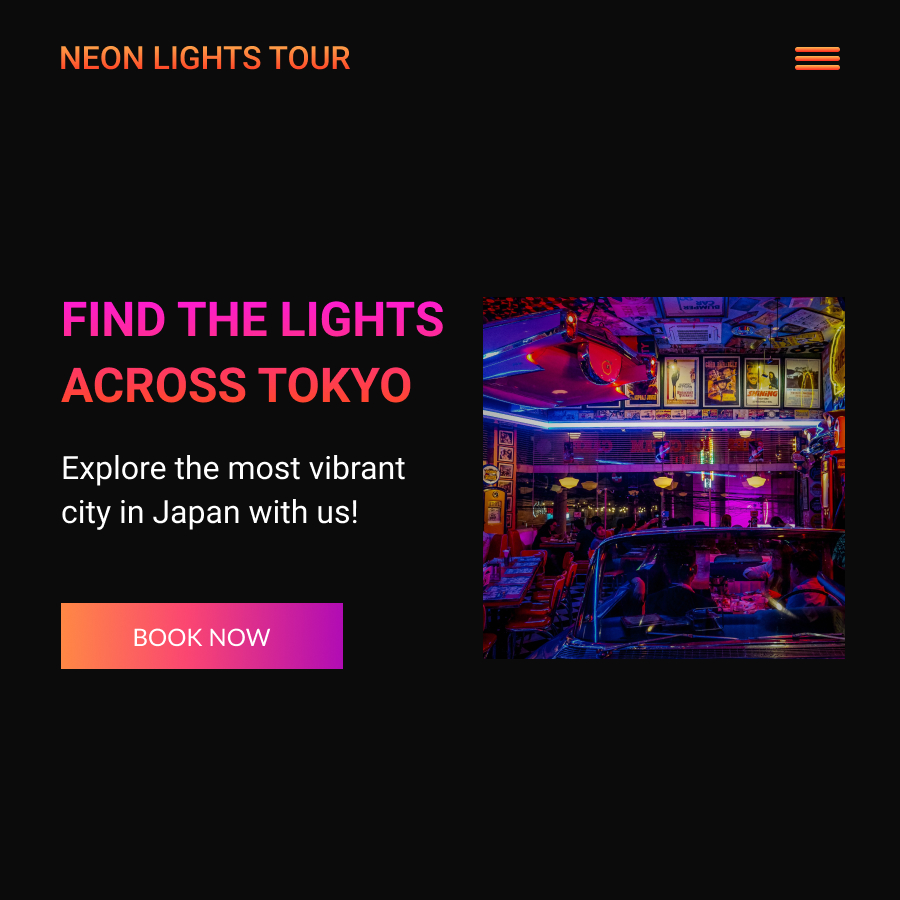 NEON LIGHTS TOUR
FIND THE LIGHTS
ACROSS TOKYO
Explore the most vibrant
city in Japan with us!
BOOK NOW
SHINING